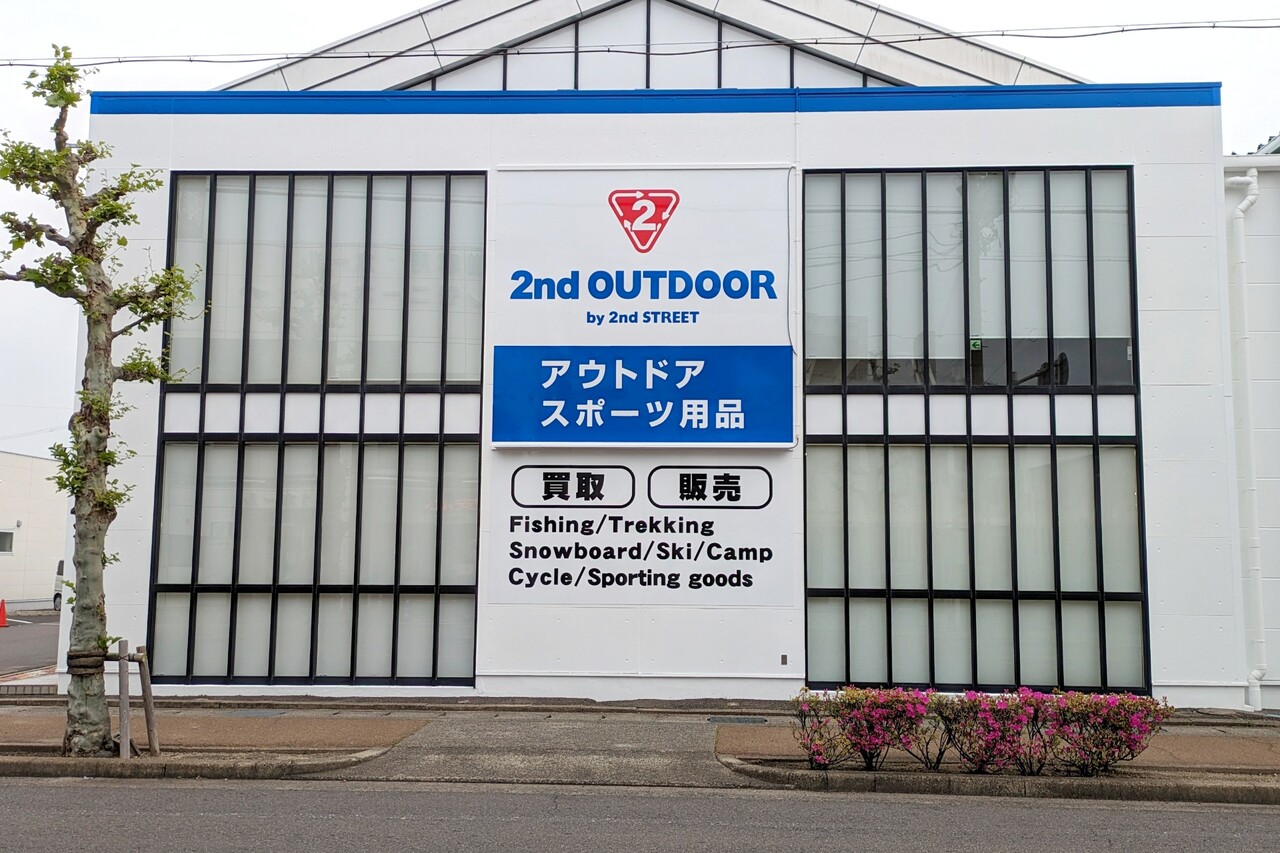 2
2nd OUTDOOR
by 2nd STREET
アウトドア
スポーツ用品
買取 販売
Fishing/Trekking
Snowboard/Ski/Camp
Cycle/Sporting goods